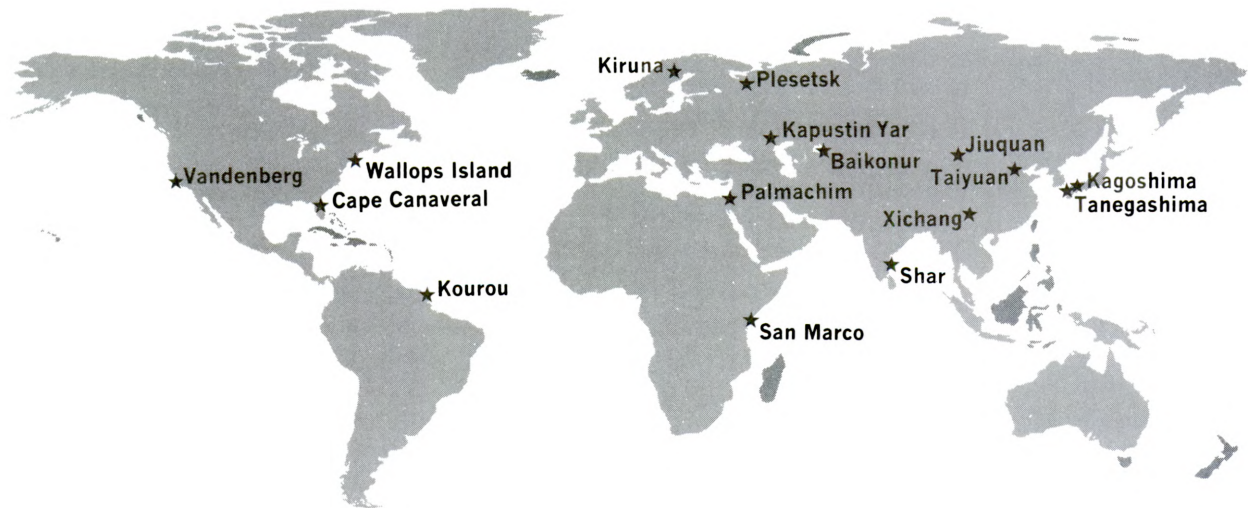 Kiruna
Plesetsk
Kapustin Yar
Jiuquan
Baikonur
Wallops Island
Vandenberg
Taiyuan
Kagoshima
Palmachim
Cape Canaveral
Tanegashima
Xichang
Shar
Kourou
San Marco